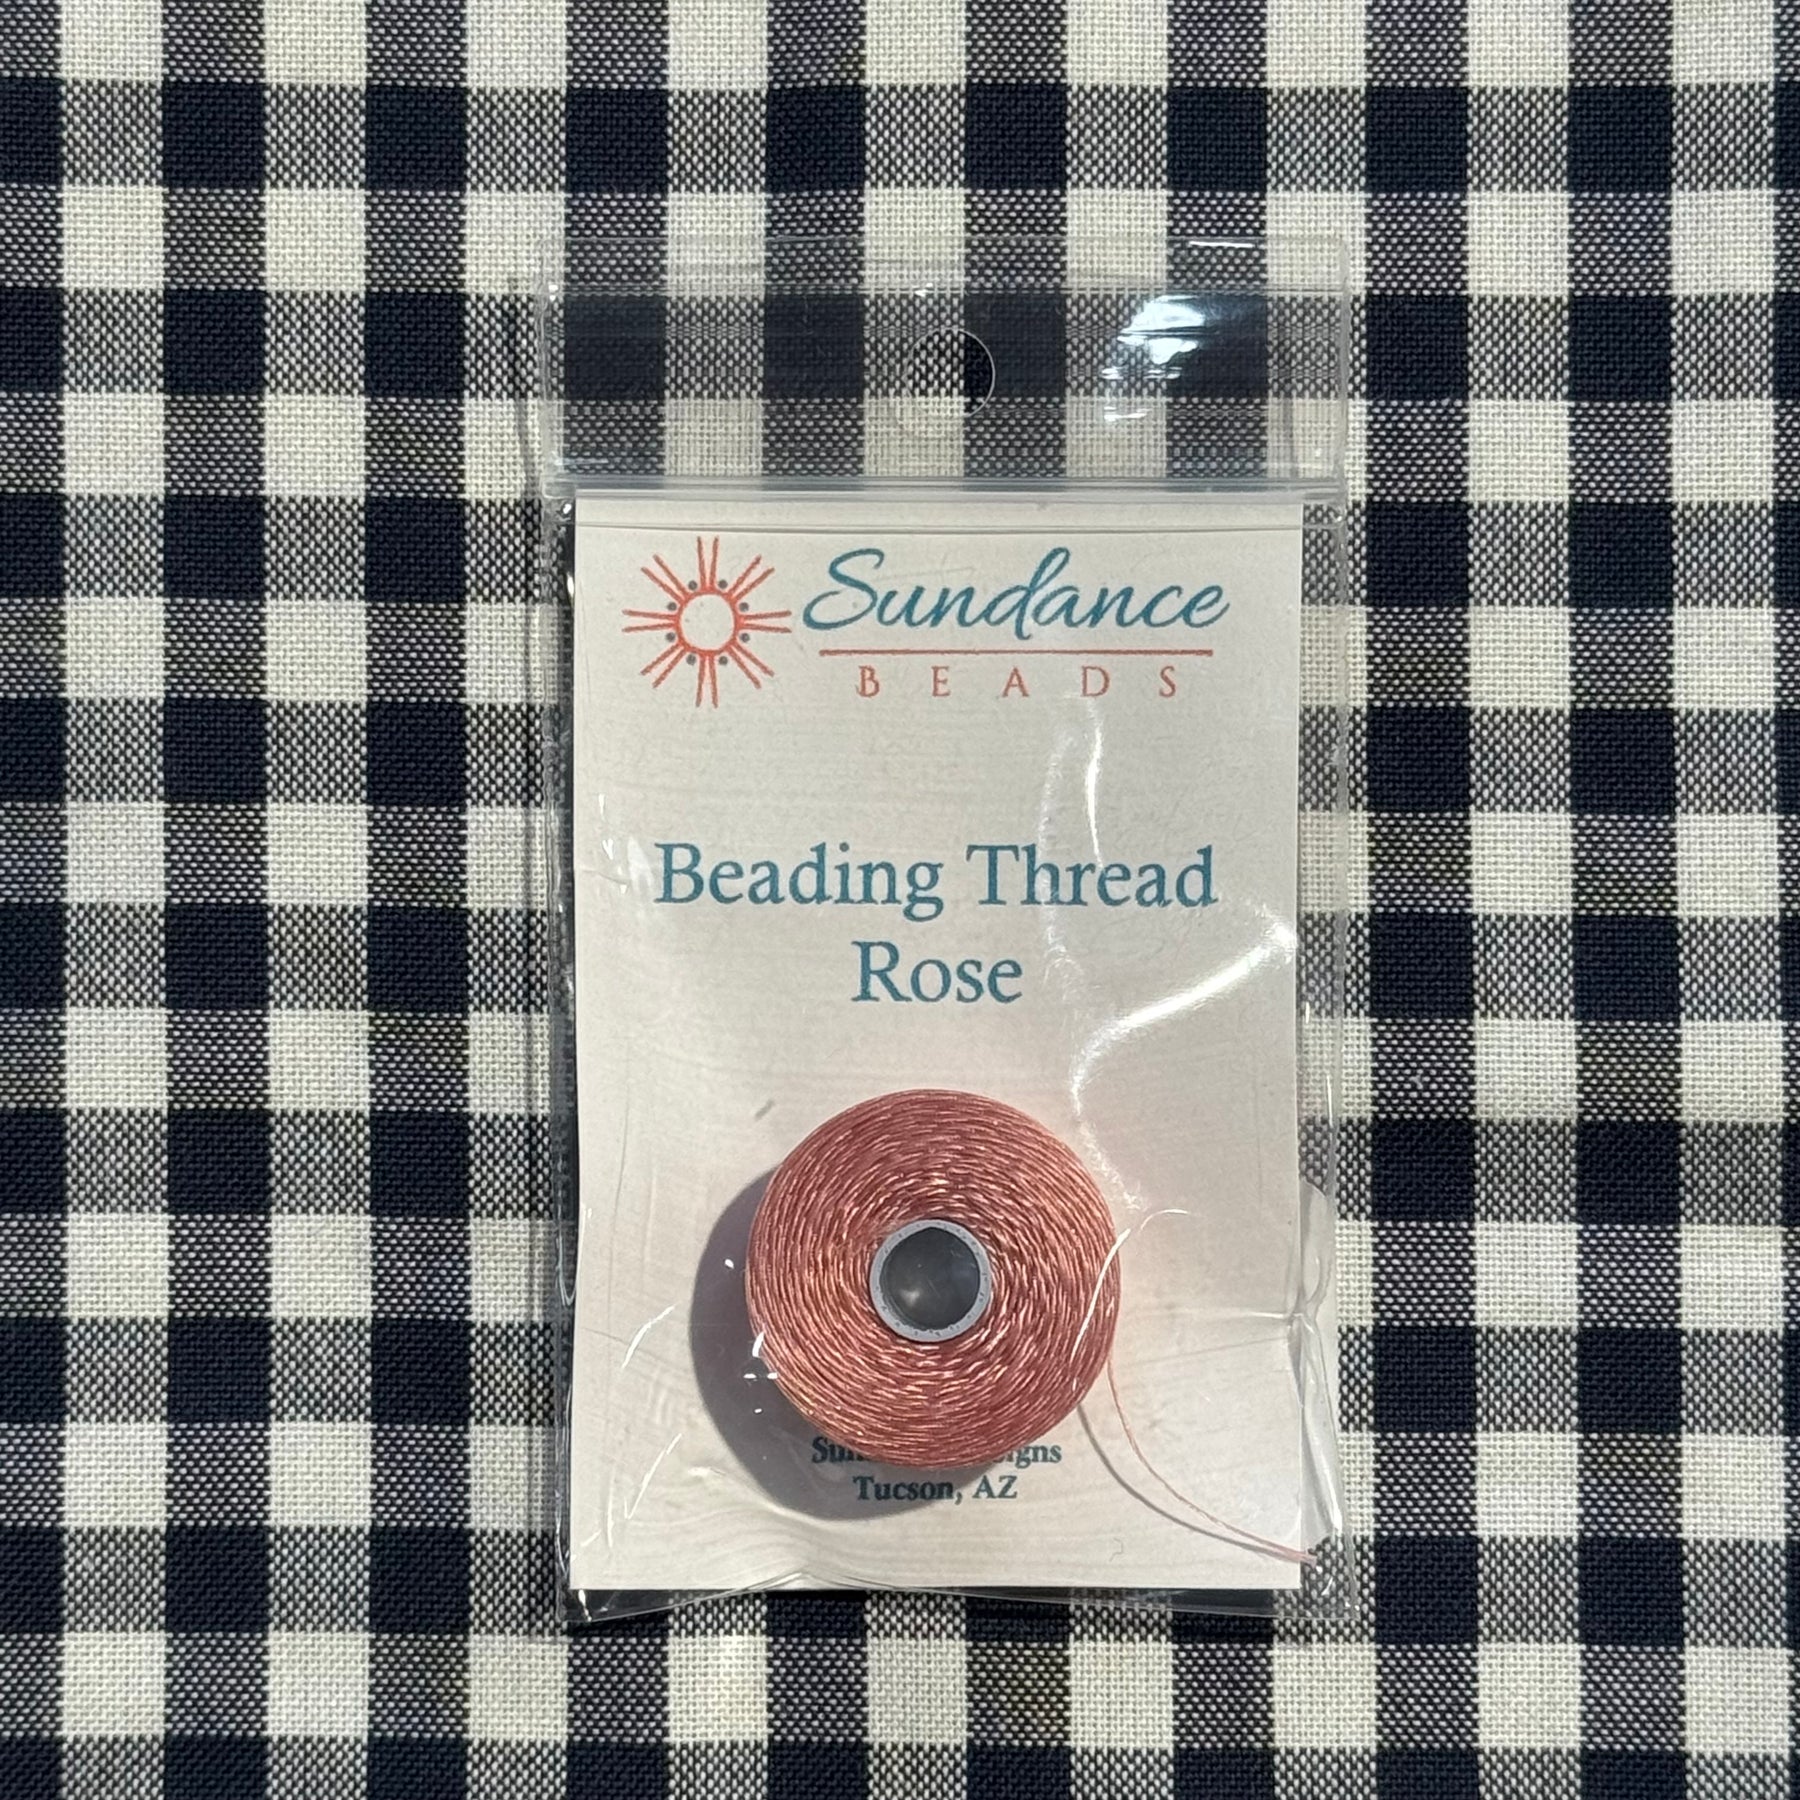 Sundance
BEADS
Beading Thread
Rose
Tucson, AZ